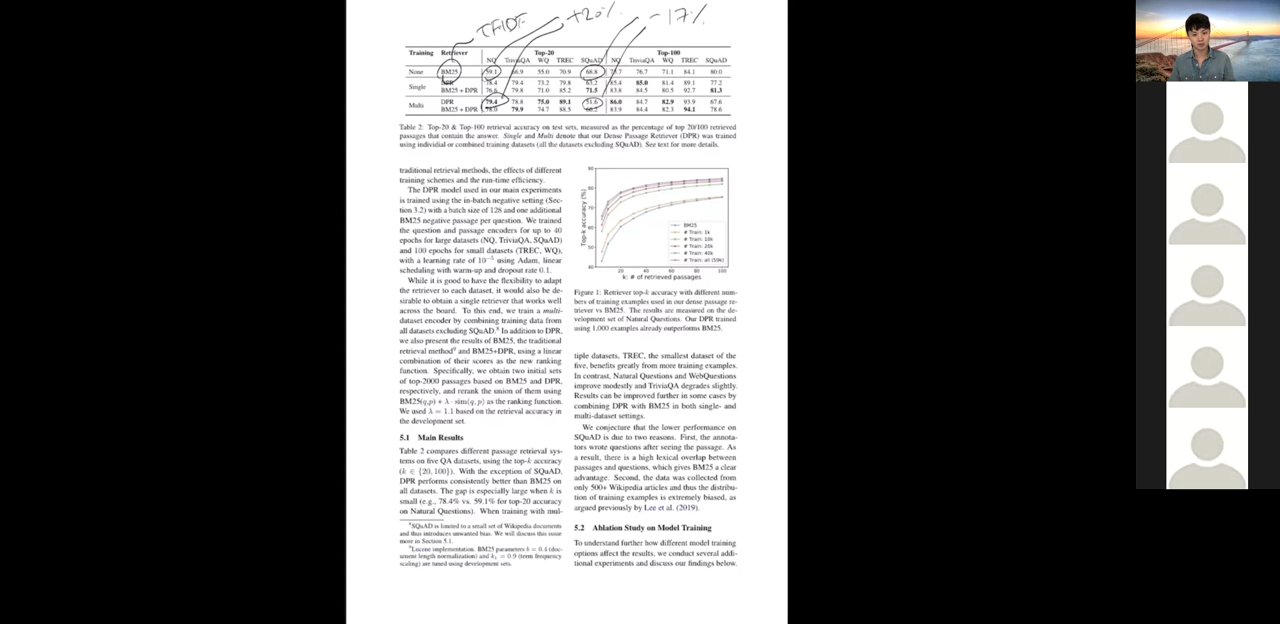 TFIDF +20% -17%
Training Retriever Top-20 Top-100
NQ TriviaQA WQ TREC SQuAD NQ TriviaQA WQ TREC SQuAD
None BM25 59.1 66.9 55.0 70.9 68.8 73.7 76.7 71.1 84.1 80.0
Single DPR 78.4 79.4 73.2 79.8 63.2 85.4 85.0 81.4 89.1 77.2
BM25 + DPR 76.6 79.8 71.0 85.2 71.5 83.8 84.5 80.5 92.7 81.3
Multi DPR 79.4 78.8 75.0 89.1 51.6 86.0 84.7 82.9 93.9 67.6
BM25 + DPR 78.0 79.9 74.7 88.5 66.2 83.9 84.4 82.3 94.1 78.6
Table 2: Top-20 & Top-100 retrieval accuracy on test sets, measured as the percentage of top 20/100 retrieved
passages that contain the answer. Single and Multi denote that our Dense Passage Retriever (DPR) was trained
using individial or combined training datasets (all the datasets excluding SQuAD). See text for more details.
traditional retrieval methods, the effects of different
training schemes and the run-time efficiency.
The DPR model used in our main experiments
is trained using the in-batch negative setting (Sec-
tion 3.2) with a batch size of 128 and one additional
BM25 negative passage per question. We trained
the question and passage encoders for up to 40
epochs for large datasets (NQ, TriviaQA, SQuAD)
and 100 epochs for small datasets (TREC, WQ),
with a learning rate of 10⁻⁵ using Adam, linear
scheduling with warm-up and dropout rate 0.1.
While it is good to have the flexibility to adapt
the retriever to each dataset, it would also be de-
sirable to obtain a single retriever that works well
across the board. To this end, we train a multi-
dataset encoder by combining training data from
all datasets excluding SQuAD.⁸ In addition to DPR,
we also present the results of BM25, the traditional
retrieval method⁹ and BM25+DPR, using a linear
combination of their scores as the new ranking
function. Specifically, we obtain two initial sets
of top-2000 passages based on BM25 and DPR,
respectively, and rerank the union of them using
BM25(q,p) + λ · sim(q, p) as the ranking function.
We used λ = 1.1 based on the retrieval accuracy in
the development set.
5.1 Main Results
Table 2 compares different passage retrieval sys-
tems on five QA datasets, using the top-k accuracy
(k ∈ {20, 100}). With the exception of SQuAD,
DPR performs consistently better than BM25 on
all datasets. The gap is especially large when k is
small (e.g., 78.4% vs. 59.1% for top-20 accuracy
on Natural Questions). When training with mul-
⁸SQuAD is limited to a small set of Wikipedia documents
and thus introduces unwanted bias. We will discuss this issue
more in Section 5.1.
⁹Lucene implementation. BM25 parameters b = 0.4 (doc-
ument length normalization) and k₁ = 0.9 (term frequency
scaling) are tuned using development sets.
90
80
70
60
50
40
Top-k accuracy (%)
BM25
# Train: 1k
# Train: 10k
# Train: 20k
# Train: 40k
# Train: all (59k)
20 40 60 80 100
k: # of retrieved passages
Figure 1: Retriever top-k accuracy with different num-
bers of training examples used in our dense passage re-
triever vs BM25. The results are measured on the de-
velopment set of Natural Questions. Our DPR trained
using 1,000 examples already outperforms BM25.
tiple datasets, TREC, the smallest dataset of the
five, benefits greatly from more training examples.
In contrast, Natural Questions and WebQuestions
improve modestly and TriviaQA degrades slightly.
Results can be improved further in some cases by
combining DPR with BM25 in both single- and
multi-dataset settings.
We conjecture that the lower performance on
SQuAD is due to two reasons. First, the annota-
tors wrote questions after seeing the passage. As
a result, there is a high lexical overlap between
passages and questions, which gives BM25 a clear
advantage. Second, the data was collected from
only 500+ Wikipedia articles and thus the distribu-
tion of training examples is extremely biased, as
argued previously by Lee et al. (2019).
5.2 Ablation Study on Model Training
To understand further how different model training
options affect the results, we conduct several addi-
tional experiments and discuss our findings below.